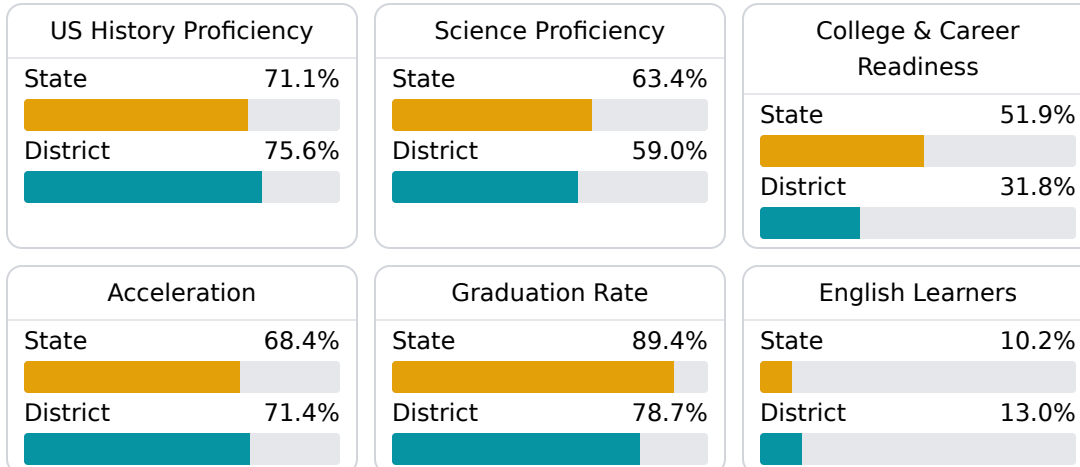 US History Proficiency
State 71.1%
District 75.6%
Science Proficiency
State 63.4%
District 59.0%
College & Career
Readiness
State 51.9%
District 31.8%
Acceleration
State 68.4%
District 71.4%
Graduation Rate
State 89.4%
District 78.7%
English Learners
State 10.2%
District 13.0%